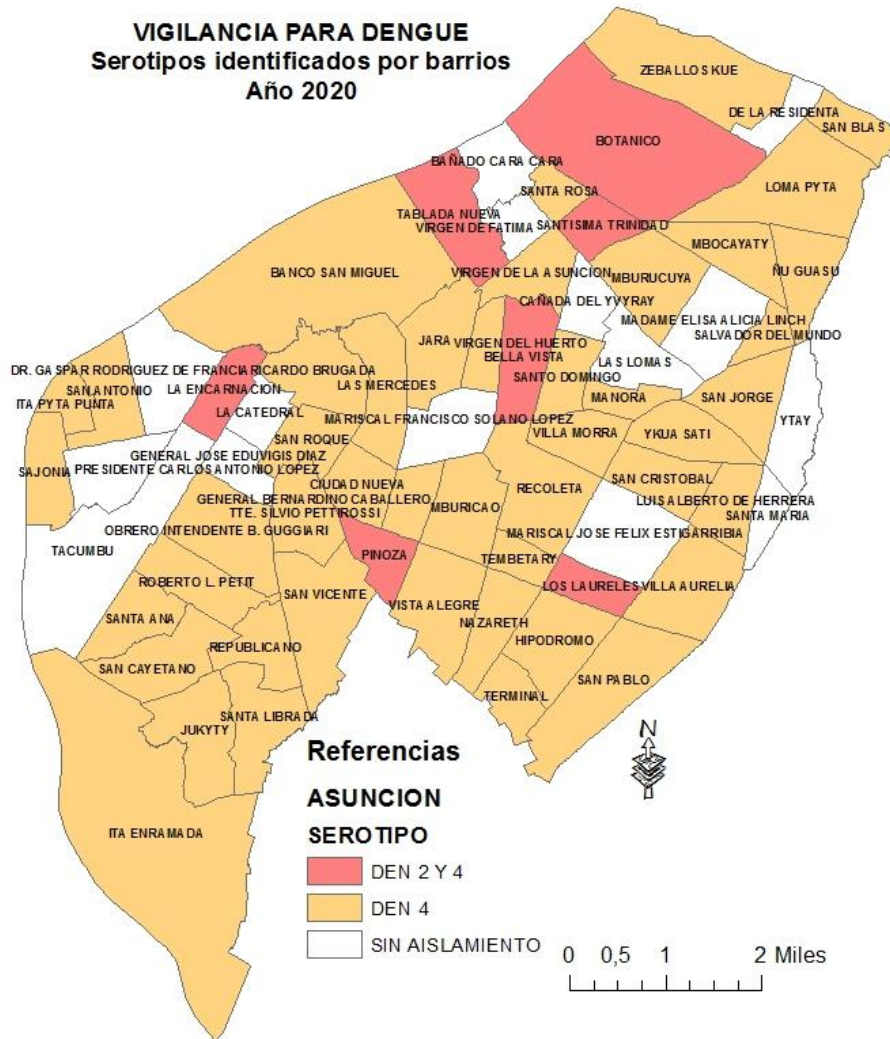 VIGILANCIA PARA DENGUE
Serotipos identificados por barrios
Año 2020
ZEBALLOS KUE
DE LA RESIDENTA
SAN BLAS
BOTANICO
BAÑADO CARA CARA
SANTA ROSA
LOMA PYTA
TABLADA NUEVA
VIRGEN DE FATIMA
SANTISIMA TRINIDAD
MBOCAYATY
BANCO SAN MIGUEL
VIRGEN DE LA ASUNCION
MBURUCUYA
ÑU GUASU
CAÑADA DEL YVYRAY
MADAME ELISA ALICIA LINCH
SALVADOR DEL MUNDO
JARA
VIRGEN DEL HUERTO
BELLA VISTA
LAS LOMAS
DR. GASPAR RODRIGUEZ DE FRANCIA
RICARDO BRUGADA
SAN ANTONIO
LA ENCARNACION
LAS MERCEDES
SANTO DOMINGO
MANORA
SAN JORGE
ITA PYTA PUNTA
LA CATEDRAL
MARISCAL FRANCISCO SOLANO LOPEZ
YTAY
SAN ROQUE
VILLA MORRA
YKUA SATI
GENERAL JOSE EDUVIGIS DIAZ
SAJONIA
PRESIDENTE CARLOS ANTONIO LOPEZ
CIUDAD NUEVA
RECOLETA
SAN CRISTOBAL
GENERAL BERNARDINO CABALLERO
LUIS ALBERTO DE HERRERA
TTE. SILVIO PETTIROSSI
MBURICAO
SANTA MARIA
OBRERO INTENDENTE B. GUGGIARI
MARISCAL JOSE FELIX ESTIGARRIBIA
TACUMBU
PINOZA
TEMBETARY
ROBERTO L. PETIT
SAN VICENTE
LOS LAURELES
VILLA AURELIA
VISTA ALEGRE
SANTA ANA
NAZARETH
HIPODROMO
REPUBLICANO
SAN CAYETANO
SAN PABLO
TERMINAL
SANTA LIBRADA
JUKYTY
N
ITA ENRAMADA
Referencias
ASUNCION
SEROTIPO
DEN 2 Y 4
DEN 4
SIN AISLAMIENTO
0 0,5 1 2 Miles